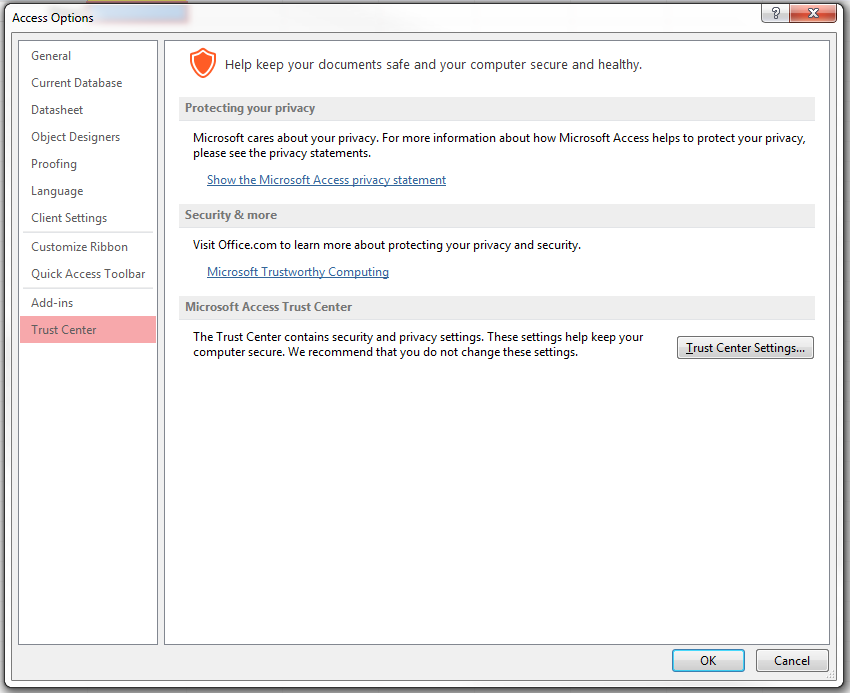 Access Options
?
General
Current Database
Datasheet
Object Designers
Proofing
Language
Client Settings
Customize Ribbon
Quick Access Toolbar
Add-ins
Trust Center
Help keep your documents safe and your computer secure and healthy.
Protecting your privacy
Microsoft cares about your privacy. For more information about how Microsoft Access helps to protect your privacy,
please see the privacy statements.
Show the Microsoft Access privacy statement
Security & more
Visit Office.com to learn more about protecting your privacy and security.
Microsoft Trustworthy Computing
Microsoft Access Trust Center
The Trust Center contains security and privacy settings. These settings help keep your
computer secure. We recommend that you do not change these settings.
Trust Center Settings...
OK
Cancel